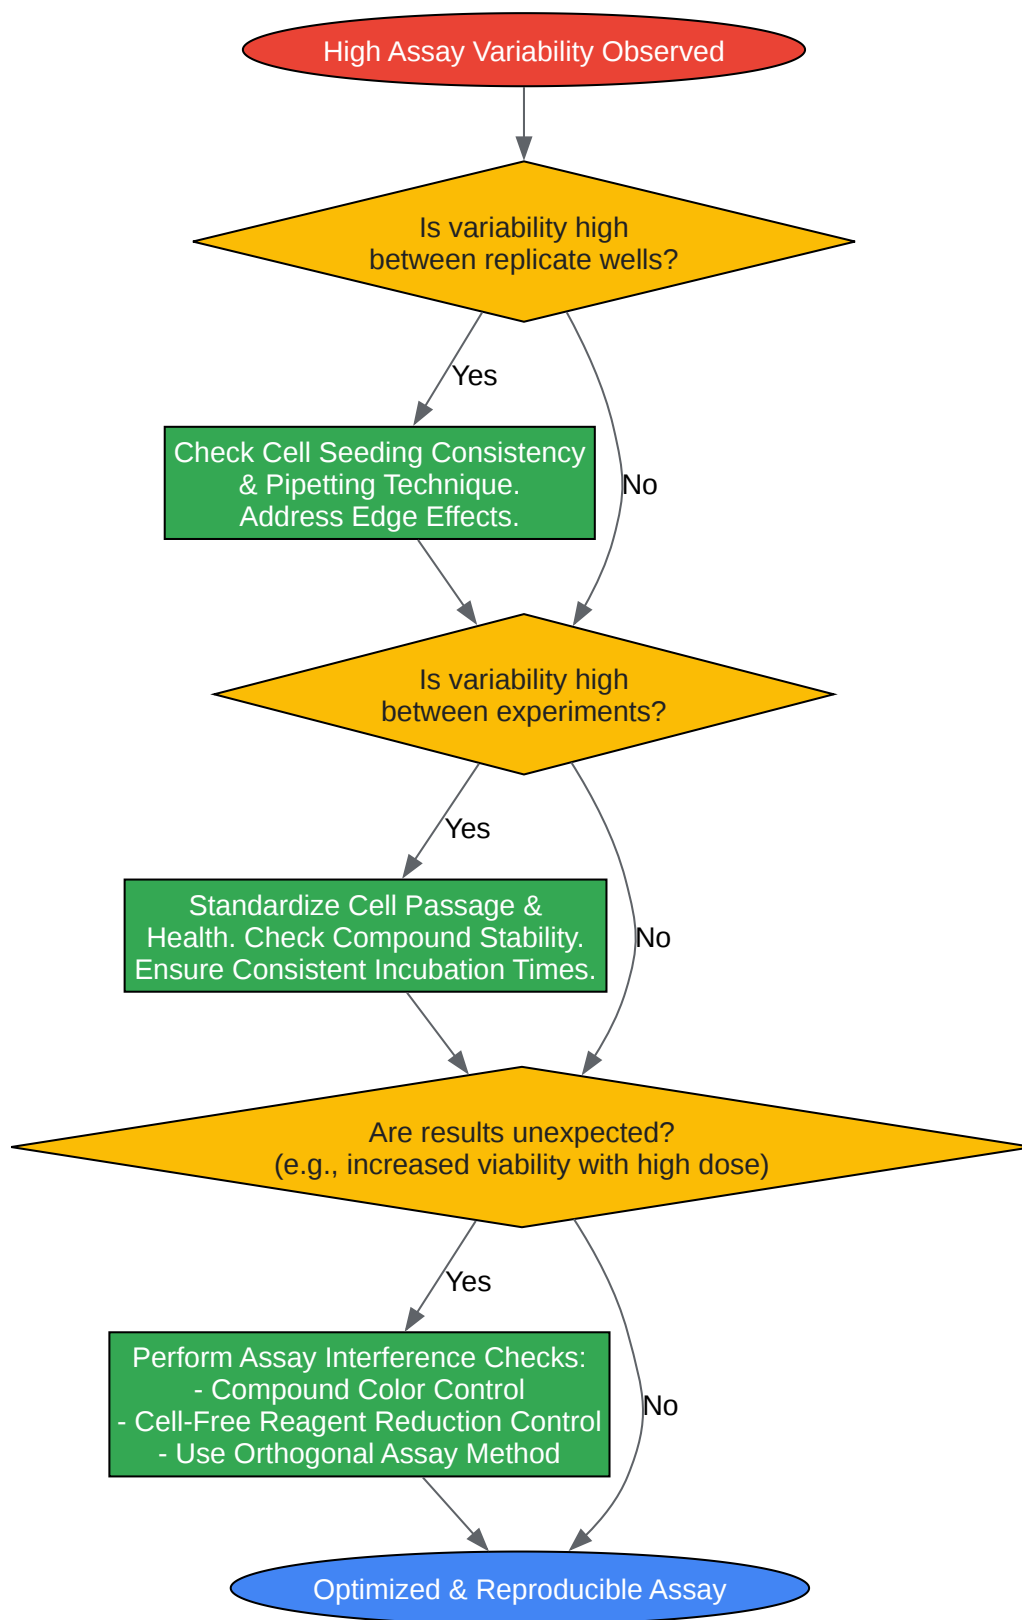 High Assay Variability Observed
Is variability high
between replicate wells?
Yes
Check Cell Seeding Consistency
& Pipetting Technique.
Address Edge Effects.
No
Is variability high
between experiments?
Yes
Standardize Cell Passage &
Health. Check Compound Stability.
Ensure Consistent Incubation Times.
No
Are results unexpected?
(e.g., increased viability with high dose)
Yes
Perform Assay Interference Checks:
- Compound Color Control
- Cell-Free Reagent Reduction Control
- Use Orthogonal Assay Method
No
Optimized & Reproducible Assay